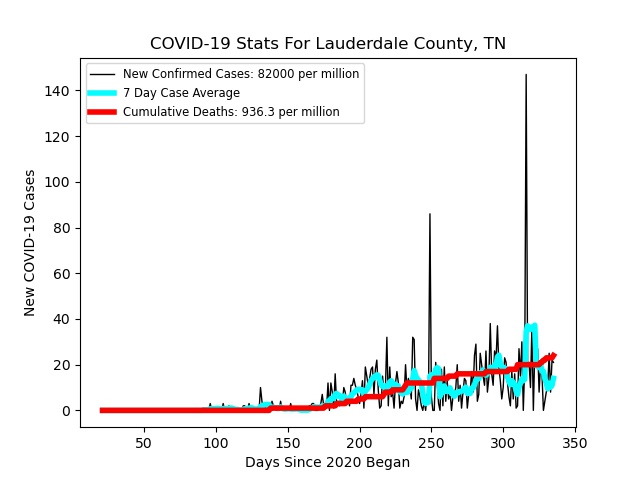 COVID-19 Stats For Lauderdale County, TN
New Confirmed Cases: 82000 per million
7 Day Case Average
Cumulative Deaths: 936.3 per million
New COVID-19 Cases
140
120
100
80
60
40
20
0
50 100 150 200 250 300 350
Days Since 2020 Began